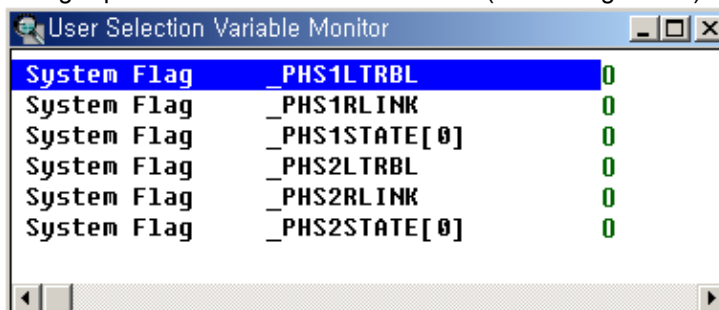 User Selection Variable Monitor
System Flag _PHS1LTRBL 0
System Flag _PHS1RLINK 0
System Flag _PHS1STATE[0] 0
System Flag _PHS2LTRBL 0
System Flag _PHS2RLINK 0
System Flag _PHS2STATE[0] 0